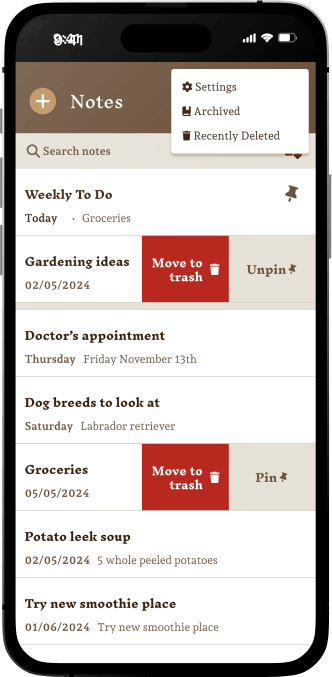 9:41
Notes
Settings
Archived
Recently Deleted
Search notes
Weekly To Do
Today · Groceries
Gardening ideas
02/05/2024
Move to
trash
Unpin
Doctor's appointment
Thursday Friday November 13th
Dog breeds to look at
Saturday Labrador retriever
Groceries
05/05/2024
Move to
trash
Pin
Potato leek soup
02/05/2024 5 whole peeled potatoes
Try new smoothie place
01/06/2024 Try new smoothie place